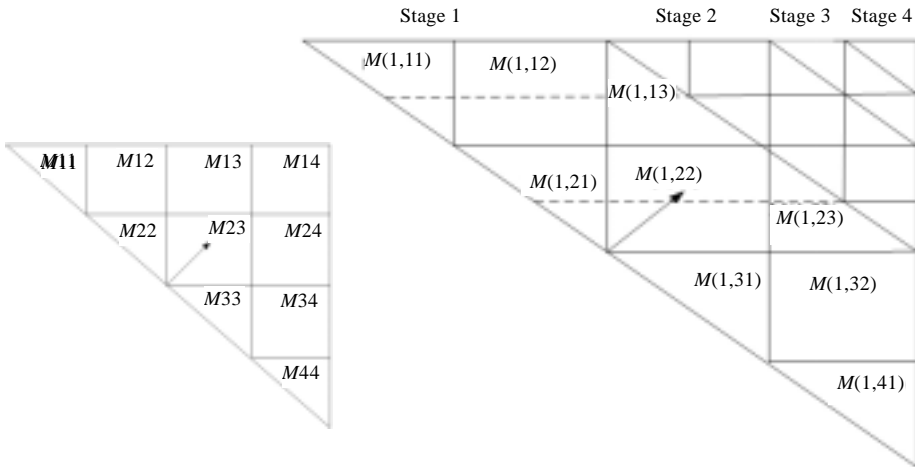 Stage 1 Stage 2 Stage 3 Stage 4
M(1,11) M(1,12)
M(1,13)
M11 M12 M13 M14
M(1,21) M(1,22)
M(1,23)
M22 M23 M24
M(1,31) M(1,32)
M33 M34
M44
M(1,41)